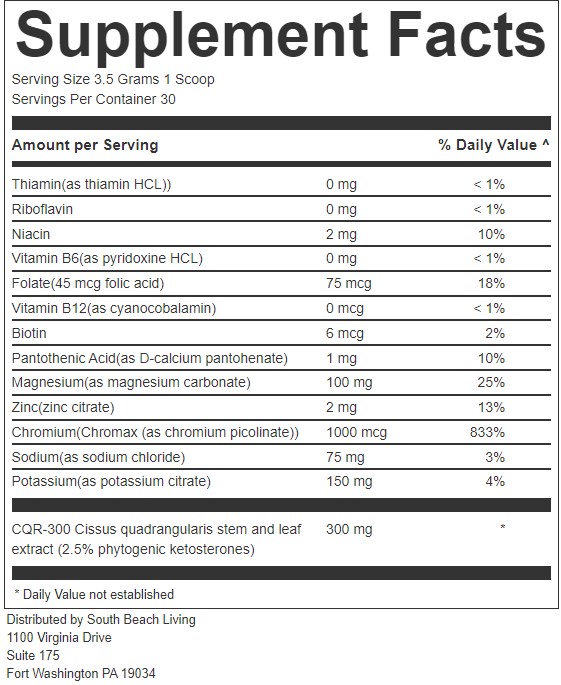 Supplement Facts
Serving Size 3.5 Grams 1 Scoop
Servings Per Container 30
Amount per Serving % Daily Value ^
Thiamin(as thiamin HCL)) 0 mg < 1%
Riboflavin 0 mg < 1%
Niacin 2 mg 10%
Vitamin B6(as pyridoxine HCL) 0 mg < 1%
Folate(45 mcg folic acid) 75 mcg 18%
Vitamin B12(as cyanocobalamin) 0 mcg < 1%
Biotin 6 mcg 2%
Pantothenic Acid(as D-calcium pantohenate) 1 mg 10%
Magnesium(as magnesium carbonate) 100 mg 25%
Zinc(zinc citrate) 2 mg 13%
Chromium(Chromax (as chromium picolinate)) 1000 mcg 833%
Sodium(as sodium chloride) 75 mg 3%
Potassium(as potassium citrate) 150 mg 4%
CQR-300 Cissus quadrangularis stem and leaf 300 mg *
extract (2.5% phytogenic ketosterones)
* Daily Value not established
Distributed by South Beach Living
1100 Virginia Drive
Suite 175
Fort Washington PA 19034